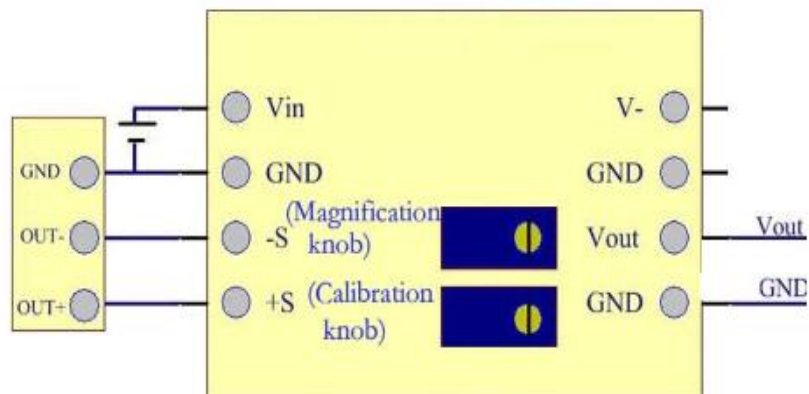 Vin
V-
GND
GND
GND
OUT-
-S
(Magnification
knob)
Vout
Vout
OUT+
+S
(Calibration
knob)
GND
GND